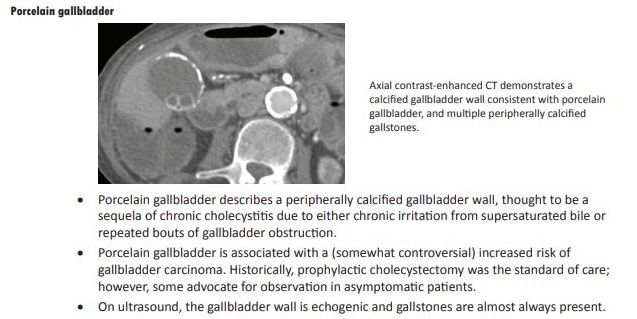 Porcelain gallbladder
Axial contrast-enhanced CT demonstrates a
calcified gallbladder wall consistent with porcelain
gallbladder, and multiple peripherally calcified
gallstones.
• Porcelain gallbladder describes a peripherally calcified gallbladder wall, thought to be a
sequela of chronic cholecystitis due to either chronic irritation from supersaturated bile or
repeated bouts of gallbladder obstruction.
• Porcelain gallbladder is associated with a (somewhat controversial) increased risk of
gallbladder carcinoma. Historically, prophylactic cholecystectomy was the standard of care;
however, some advocate for observation in asymptomatic patients.
• On ultrasound, the gallbladder wall is echogenic and gallstones are almost always present.